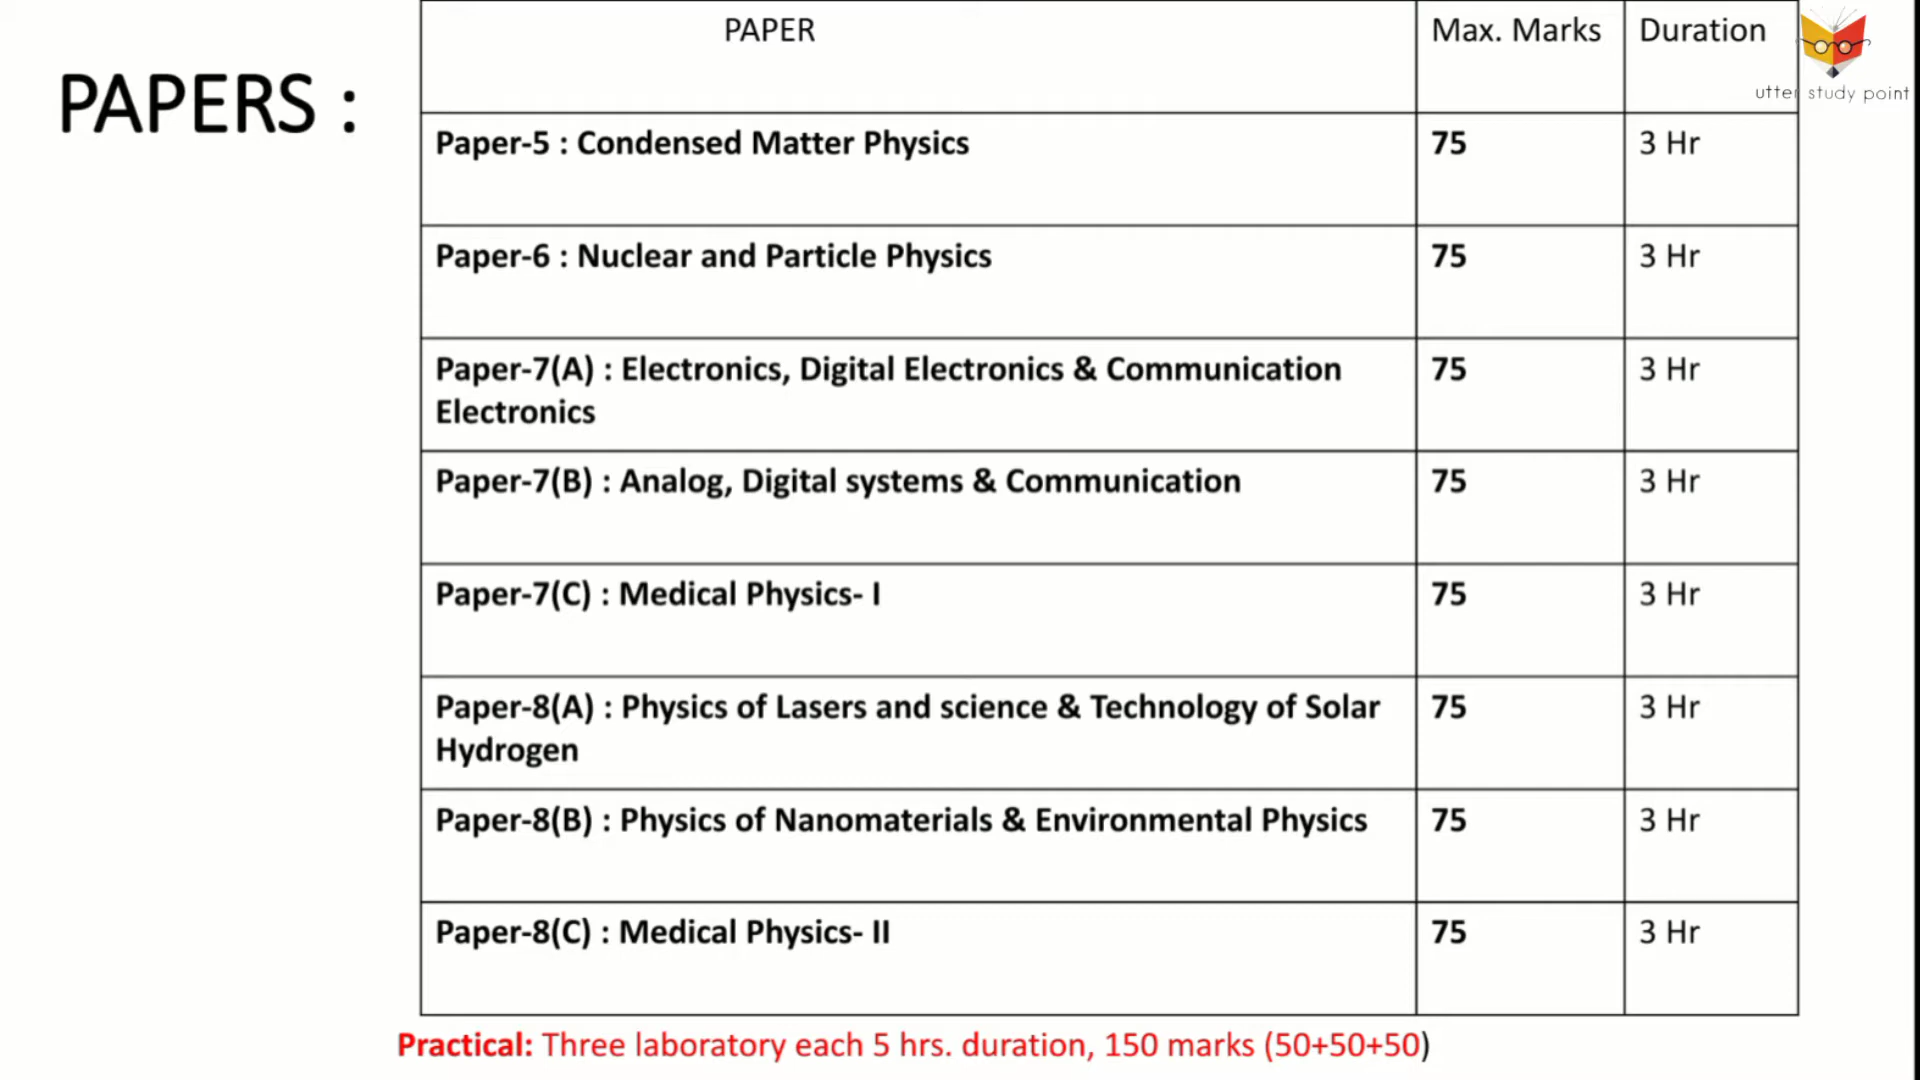 PAPERS :
PAPER Max. Marks Duration
utter study point
Paper-5 : Condensed Matter Physics 75 3 Hr
Paper-6 : Nuclear and Particle Physics 75 3 Hr
Paper-7(A) : Electronics, Digital Electronics & Communication 75 3 Hr
Electronics
Paper-7(B) : Analog, Digital systems & Communication 75 3 Hr
Paper-7(C) : Medical Physics- I 75 3 Hr
Paper-8(A) : Physics of Lasers and science & Technology of Solar 75 3 Hr
Hydrogen
Paper-8(B) : Physics of Nanomaterials & Environmental Physics 75 3 Hr
Paper-8(C) : Medical Physics- II 75 3 Hr
Practical: Three laboratory each 5 hrs. duration, 150 marks (50+50+50)